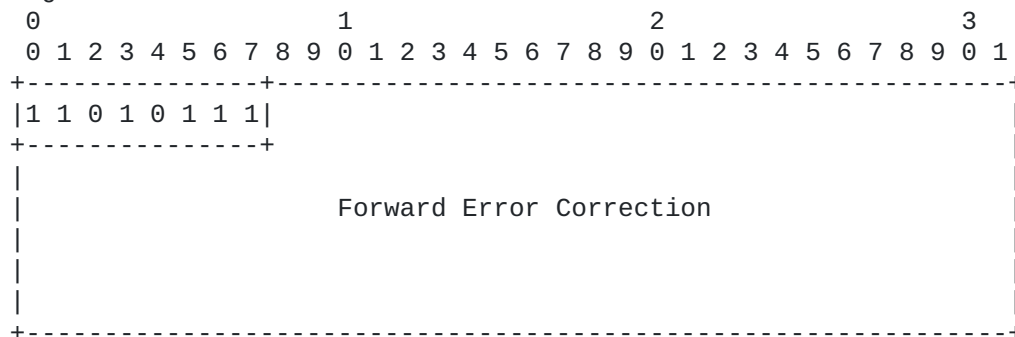 0                   1                   2                   3
0 1 2 3 4 5 6 7 8 9 0 1 2 3 4 5 6 7 8 9 0 1 2 3 4 5 6 7 8 9 0 1
+---------------+-----------------------------------------------+
|1 1 0 1 0 1 1 1|                                               |
+---------------+                                               |
|                                                               |
|                    Forward Error Correction                   |
|                                                               |
|                                                               |
|                                                               |
+---------------------------------------------------------------+